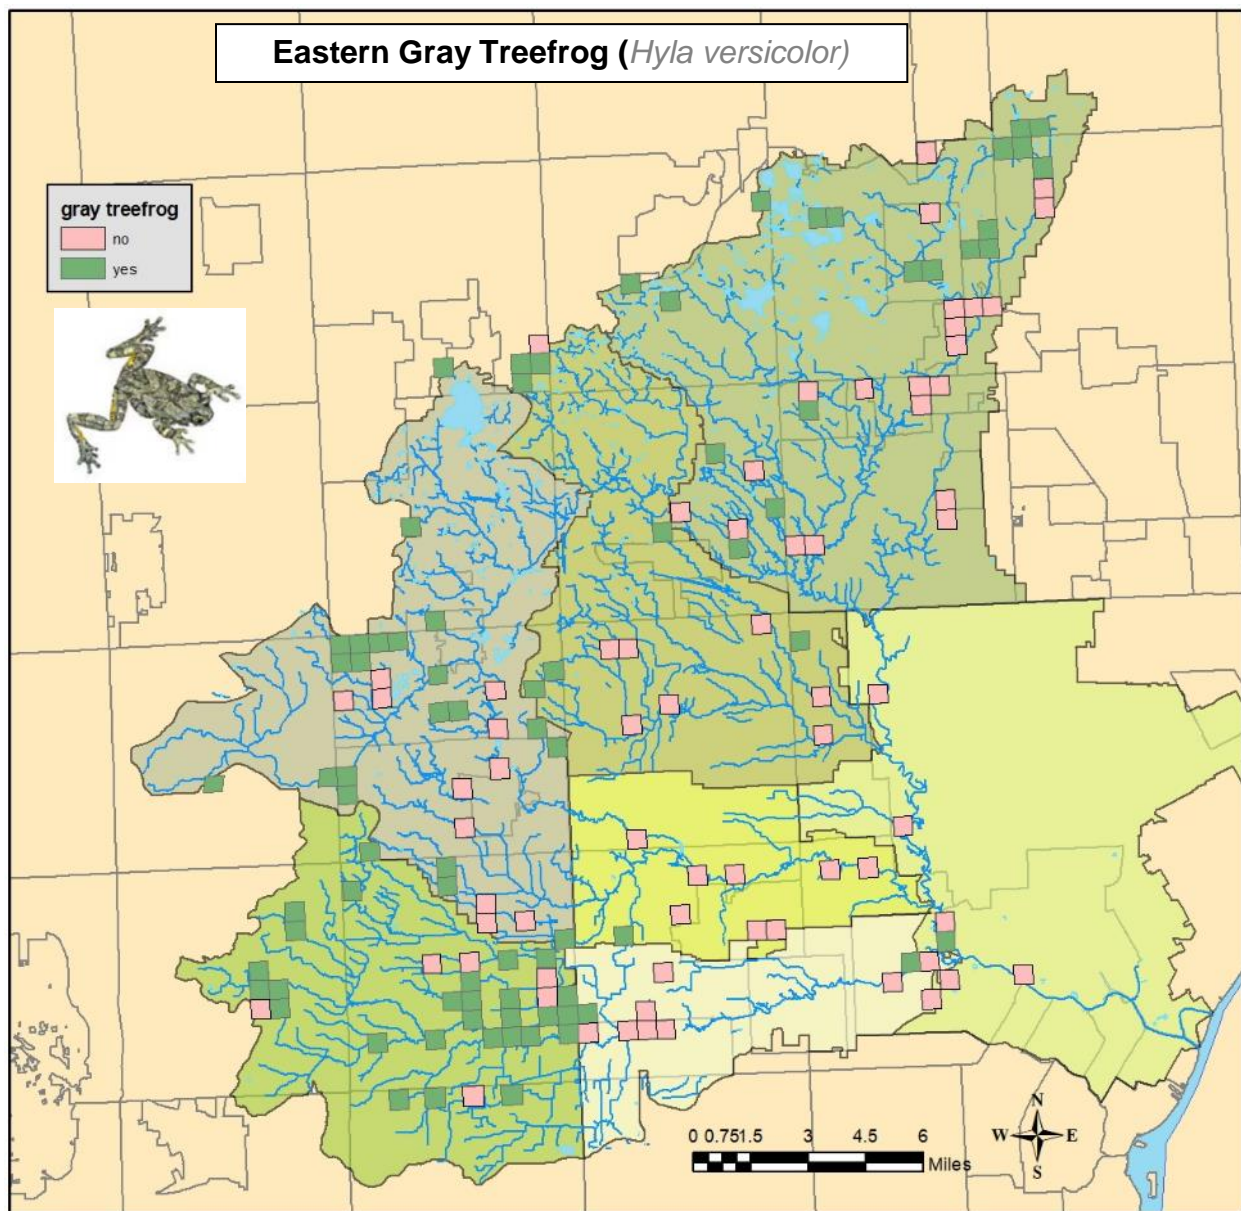 Eastern Gray Treefrog (Hyla versicolor)
gray treefrog
no
yes
N
W E
S
0 0.751.5 3 4.5 6
Miles